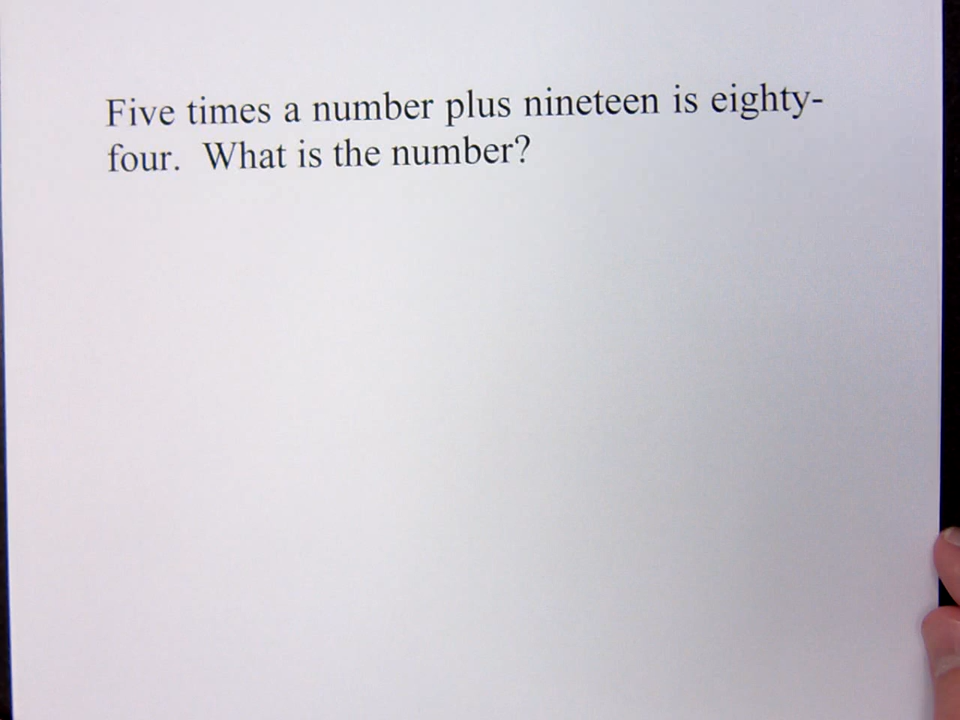 Five times a number plus nineteen is eighty-
four.  What is the number?